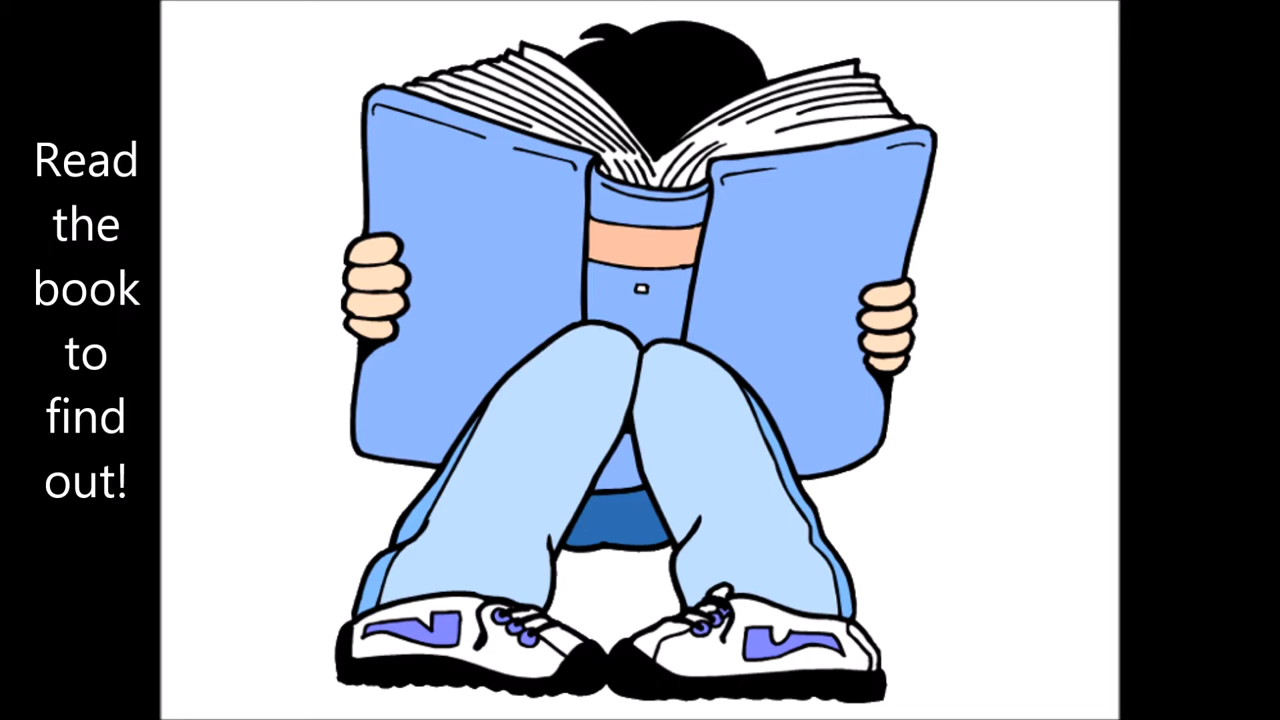 Read
the
book
to
find
out!